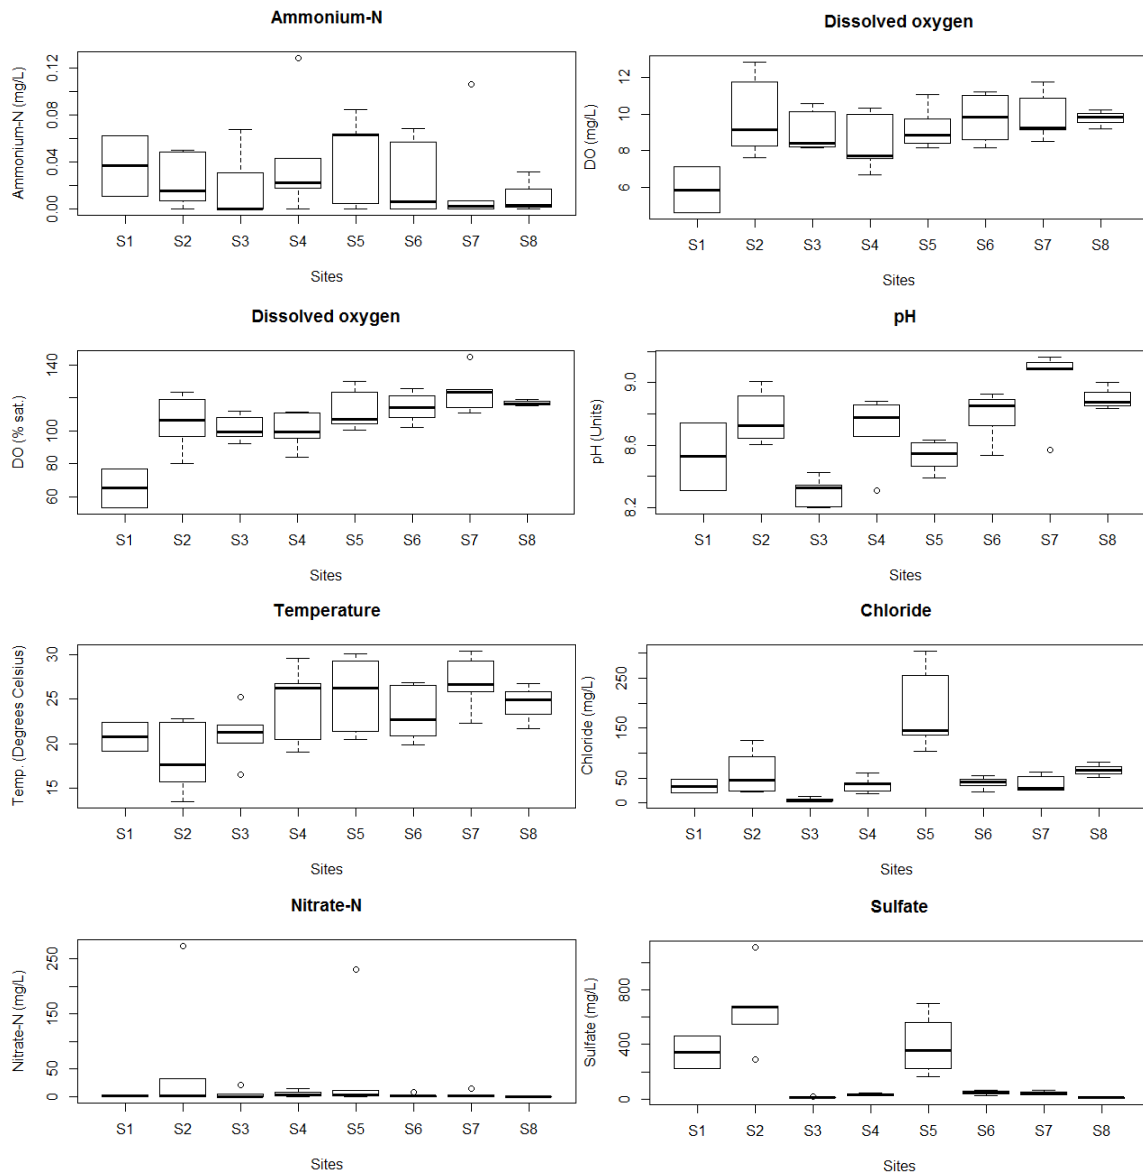 Ammonium-N
Ammonium-N (mg/L)
0.12
0.08
0.04
0.00
S1 S2 S3 S4 S5 S6 S7 S8
Sites
Dissolved oxygen
DO (mg/L)
12
10
8
6
S1 S2 S3 S4 S5 S6 S7 S8
Sites
Dissolved oxygen
DO (% sat.)
140
100
80
60
S1 S2 S3 S4 S5 S6 S7 S8
Sites
pH
pH (Units)
9.0
8.6
8.2
S1 S2 S3 S4 S5 S6 S7 S8
Sites
Temperature
Temp. (Degrees Celsius)
30
25
20
15
S1 S2 S3 S4 S5 S6 S7 S8
Sites
Chloride
Chloride (mg/L)
250
150
50
0
S1 S2 S3 S4 S5 S6 S7 S8
Sites
Nitrate-N
Nitrate-N (mg/L)
250
150
50
0
S1 S2 S3 S4 S5 S6 S7 S8
Sites
Sulfate
Sulfate (mg/L)
800
400
0
S1 S2 S3 S4 S5 S6 S7 S8
Sites